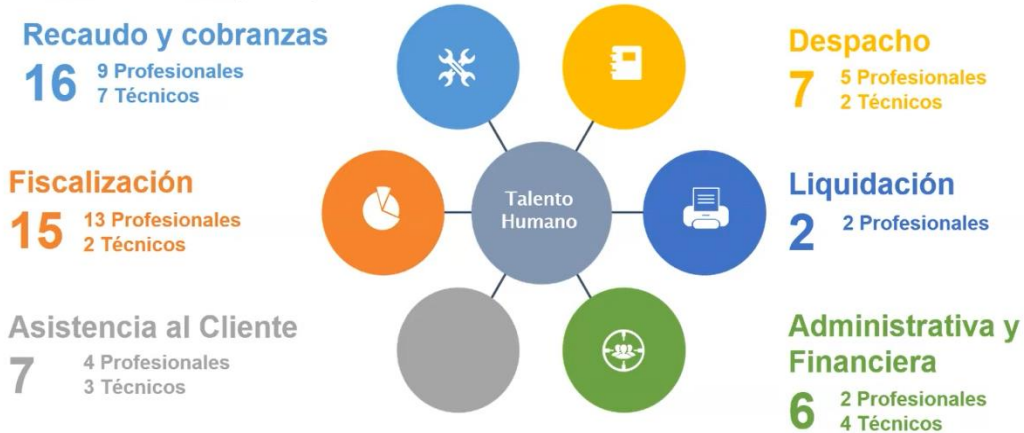 Recaudo y cobranzas
16
9 Profesionales
7 Técnicos
Fiscalización
15
13 Profesionales
2 Técnicos
Asistencia al Cliente
7
4 Profesionales
3 Técnicos
Talento
Humano
Despacho
7
5 Profesionales
2 Técnicos
Liquidación
2
2 Profesionales
Administrativa y
Financiera
6
2 Profesionales
4 Técnicos